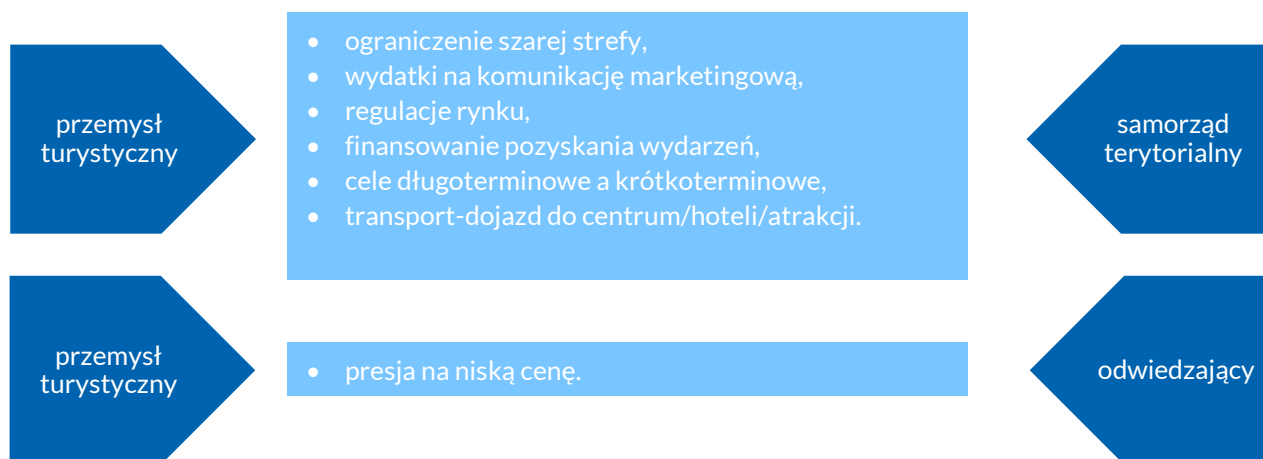 przemysł
turystyczny
• ograniczenie szarej strefy,
• wydatki na komunikację marketingową,
• regulacje rynku,
• finansowanie pozyskania wydarzeń,
• cele długoterminowe a krótkoterminowe,
• transport-dojazd do centrum/hoteli/atrakcji.
samorząd
terytorialny
przemysł
turystyczny
• presja na niską cenę.
odwiedzający